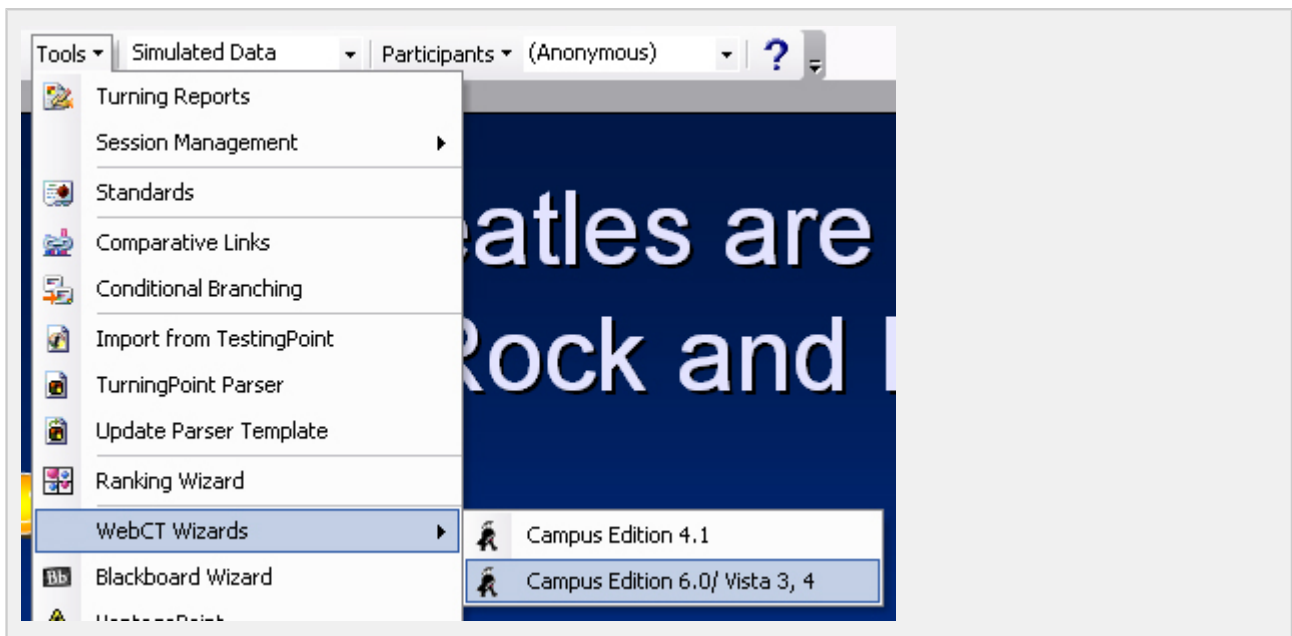 Tools Simulated Data Participants (Anonymous) ?
Turning Reports
Session Management
Standards
eatles are
Comparative Links
Conditional Branching
Import from TestingPoint
Rock and
TurningPoint Parser
Update Parser Template
Ranking Wizard
WebCT Wizards
Campus Edition 4.1
Bb Blackboard Wizard
Campus Edition 6.0/ Vista 3, 4